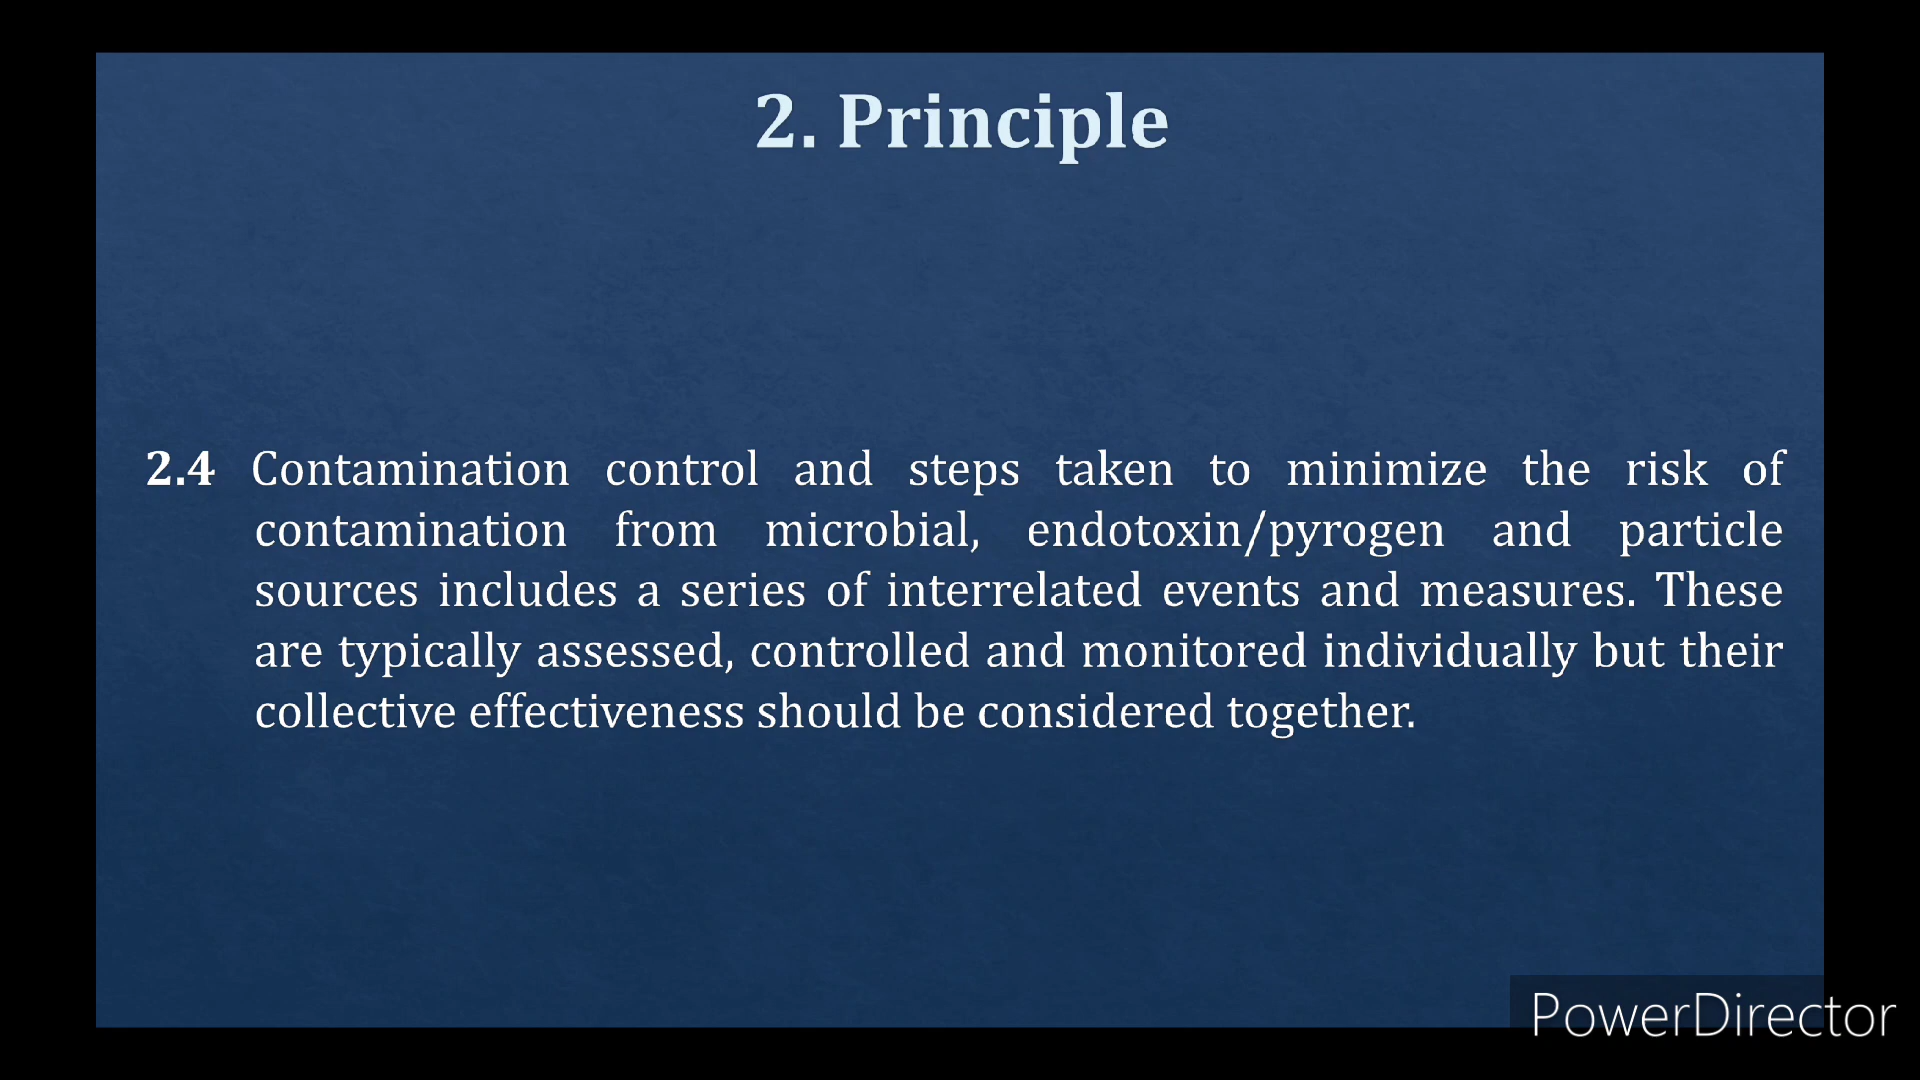 2. Principle
2.4 Contamination control and steps taken to minimize the risk of
contamination from microbial, endotoxin/pyrogen and particle
sources includes a series of interrelated events and measures. These
are typically assessed, controlled and monitored individually but their
collective effectiveness should be considered together.
PowerDirector